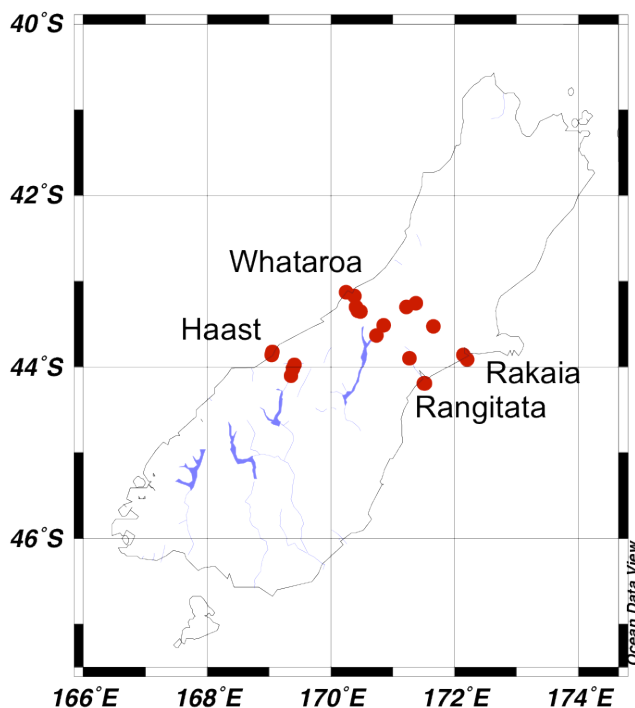 40°S
42°S
Whataroa
Haast
44°S
Rakaia
Rangitata
46°S
Ocean Data View
166°E
168°E
170°E
172°E
174°E